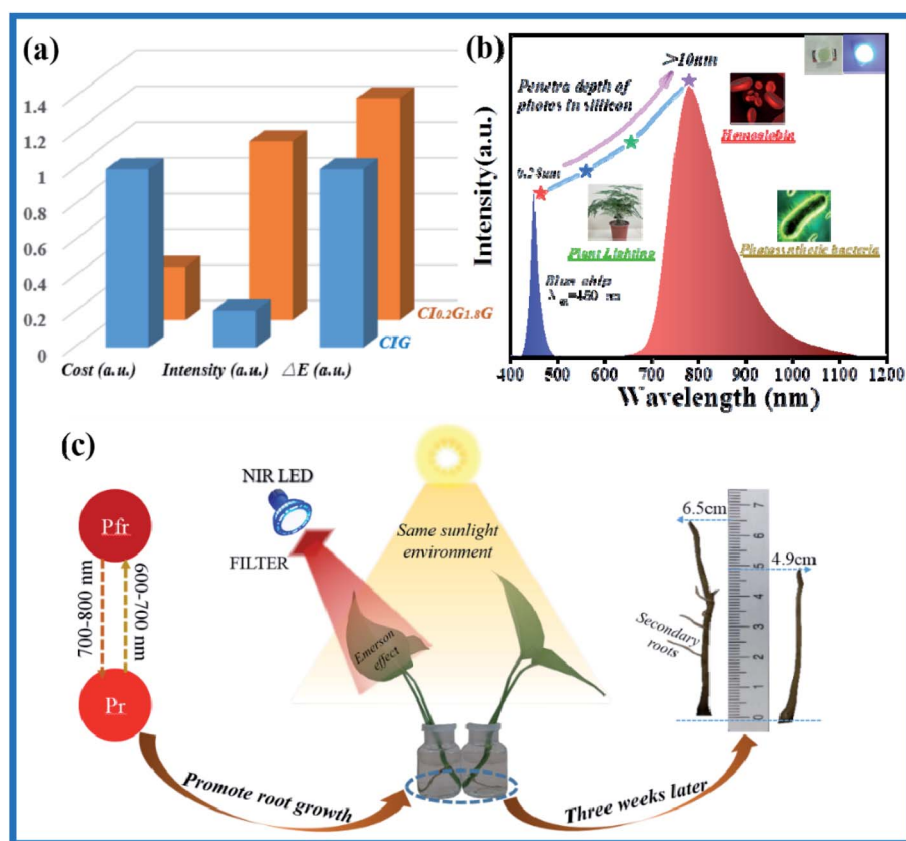 (a)
1.4
1.2
1
0.8
0.6
0.4
0.2
0
Cost (a.u.)
Intensity (a.u.)
△E (a.u.)
CI0.2G1.8G
CIG
(b)
Intensity(a.u.)
>10nm
Penetra depth of
photos in sillicon
0.28um
Hemoslobin
Plant Lighting
Photosynthetic bacteria
Blue chip
=450 nm
400 500 600 700 800 900 1000 1100 1200
Wavelength (nm)
(c)
Pfr
700-800 nm
600-700 nm
Pr
NIR LED
FILTER
Same sunlight
environment
Emerson
effect
Promote root growth
Three weeks later
6.5cm
4.9cm
Secondary
roots
7
6
5
4
3
2
1
0